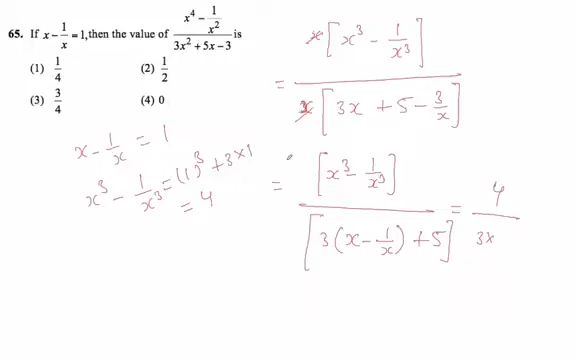 65. If x - 1/x = 1, then the value of (x⁴ - 1/x²)/(3x² + 5x - 3) is
(1) 1/4 (2) 1/2
(3) 3/4 (4) 0
x - 1/x = 1
x³ - 1/x³ = (1)³ + 3×1
= 4
= x[x³ - 1/x³] / x[3x + 5 - 3/x]
= [x³ - 1/x³] / [3(x - 1/x) + 5] = 4 / 3x